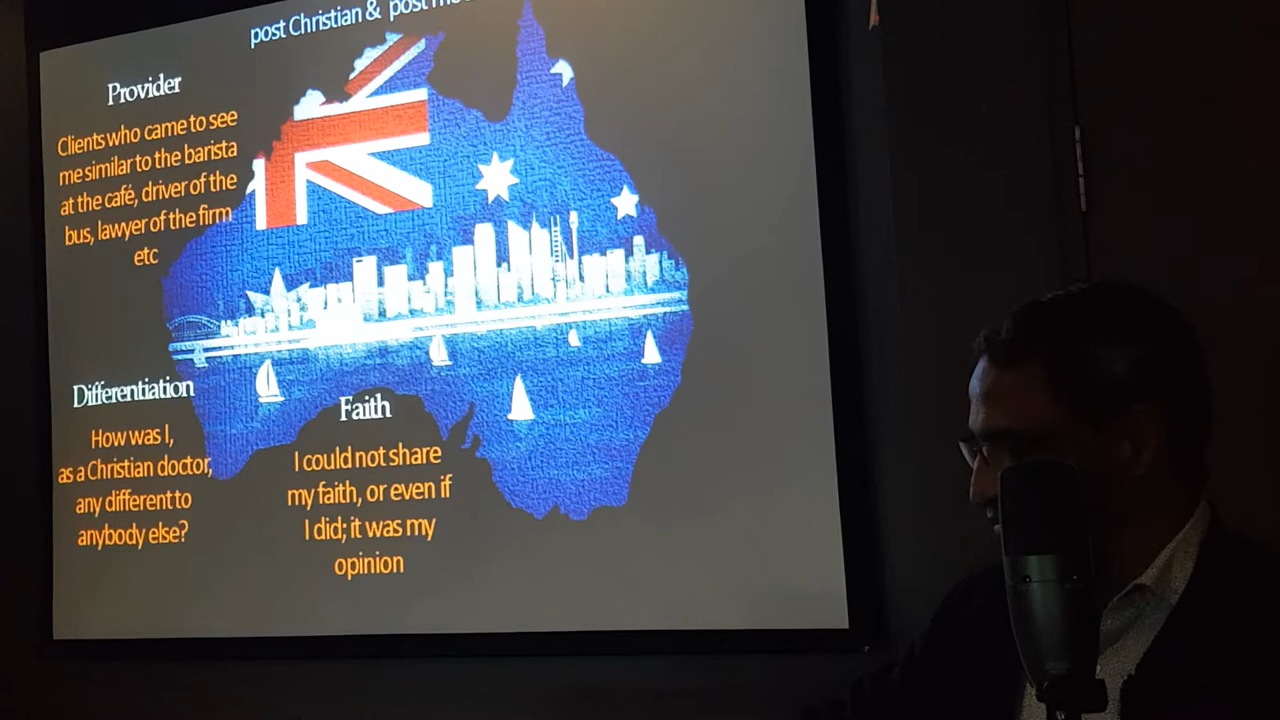 post Christian & post
Provider
Clients who came to see
me similar to the barista
at the café, driver of the
bus, lawyer of the firm
etc
Differentiation
How was I,
as a Christian doctor,
any different to
anybody else?
Faith
I could not share
my faith, or even if
I did; it was my
opinion